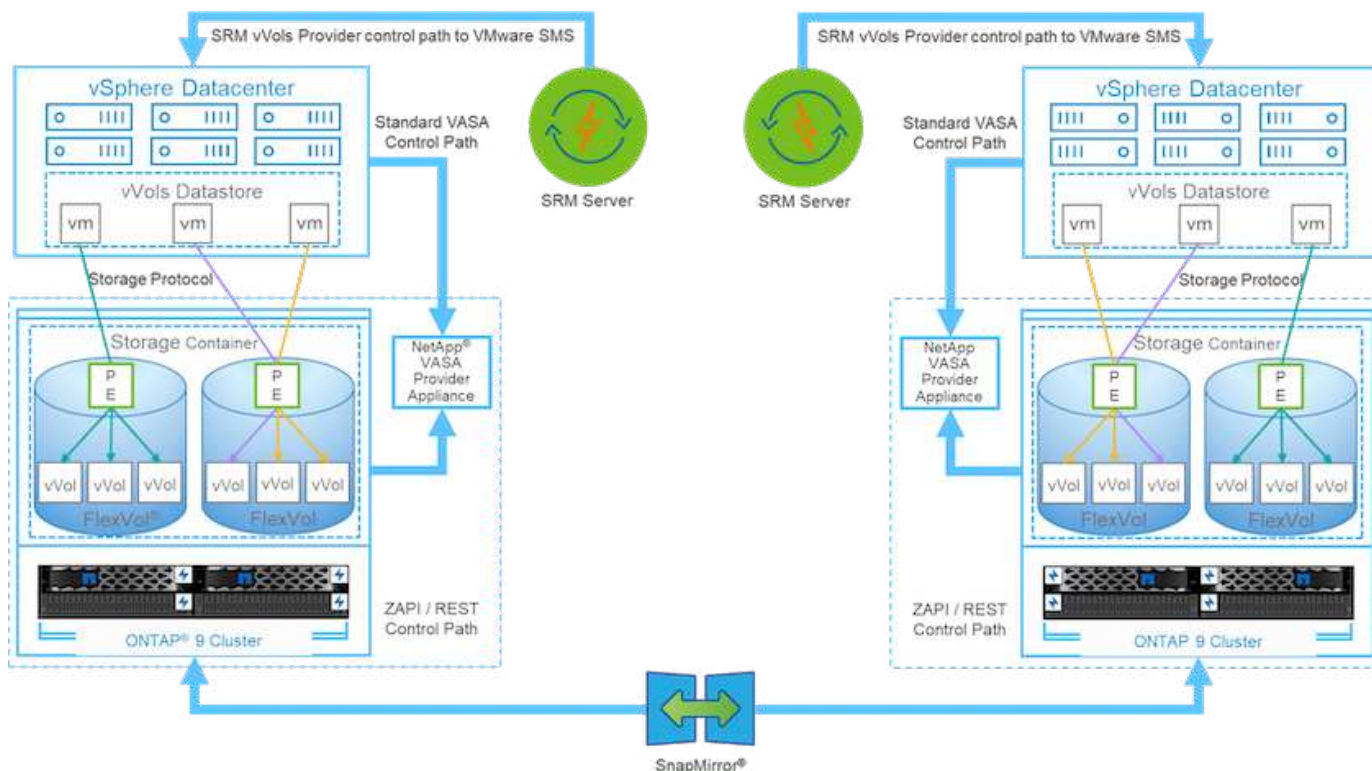 SRM vVols Provider control path to VMware SMS
SRM vVols Provider control path to VMware SMS
vSphere Datacenter
vSphere Datacenter
Standard VASA
Control Path
Standard VASA
Control Path
SRM Server
SRM Server
vVols Datastore
vVols Datastore
vm vm vm
vm vm vm
Storage Protocol
Storage Protocol
Storage Container
Storage Container
NetApp®
VASA
Provider
Appliance
NetApp
VASA
Provider
Appliance
P
E
P
E
P
E
P
E
vVol vVol vVol vVol vVol vVol
vVol vVol vVol vVol vVol vVol
FlexVol® FlexVol
FlexVol FlexVol
ZAPI / REST
Control Path
ZAPI / REST
Control Path
ONTAP® 9 Cluster
ONTAP 9 Cluster
SnapMirror®